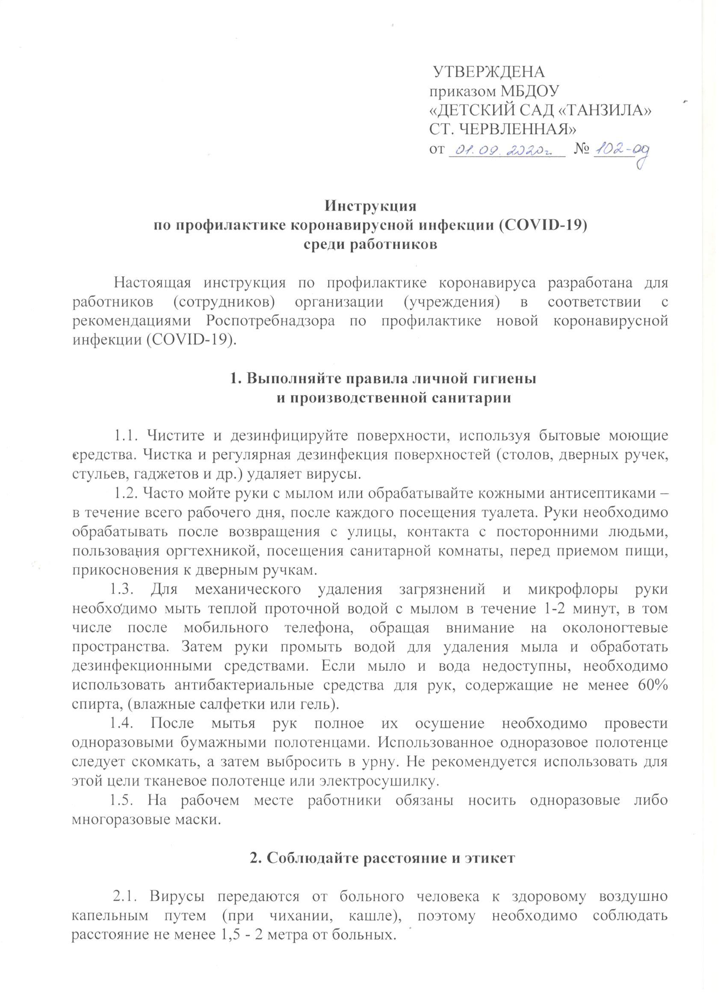 УТВЕРЖДЕНА
приказом МБДОУ
«ДЕТСКИЙ САД «ТАНЗИЛА»
СТ. ЧЕРВЛЕННАЯ»
от 01.09.2020г. № 102-од
Инструкция
по профилактике коронавирусной инфекции (COVID-19)
среди работников
Настоящая инструкция по профилактике коронавируса разработана для
работников (сотрудников) организации (учреждения) в соответствии с
рекомендациями Роспотребнадзора по профилактике новой коронавирусной
инфекции (COVID-19).
1. Выполняйте правила личной гигиены
и производственной санитарии
1.1. Чистите и дезинфицируйте поверхности, используя бытовые моющие
средства. Чистка и регулярная дезинфекция поверхностей (столов, дверных ручек,
стульев, гаджетов и др.) удаляет вирусы.
1.2. Часто мойте руки с мылом или обрабатывайте кожными антисептиками –
в течение всего рабочего дня, после каждого посещения туалета. Руки необходимо
обрабатывать после возвращения с улицы, контакта с посторонними людьми,
пользования оргтехникой, посещения санитарной комнаты, перед приемом пищи,
прикосновения к дверным ручкам.
1.3. Для механического удаления загрязнений и микрофлоры руки
необходимо мыть теплой проточной водой с мылом в течение 1-2 минут, в том
числе после мобильного телефона, обращая внимание на околоногтевые
пространства. Затем руки промыть водой для удаления мыла и обработать
дезинфекционными средствами. Если мыло и вода недоступны, необходимо
использовать антибактериальные средства для рук, содержащие не менее 60%
спирта, (влажные салфетки или гель).
1.4. После мытья рук полное их осушение необходимо провести
одноразовыми бумажными полотенцами. Использованное одноразовое полотенце
следует скомкать, а затем выбросить в урну. Не рекомендуется использовать для
этой цели тканевое полотенце или электросушилку.
1.5. На рабочем месте работники обязаны носить одноразовые либо
многоразовые маски.
2. Соблюдайте расстояние и этикет
2.1. Вирусы передаются от больного человека к здоровому воздушно
капельным путем (при чихании, кашле), поэтому необходимо соблюдать
расстояние не менее 1,5 - 2 метра от больных.